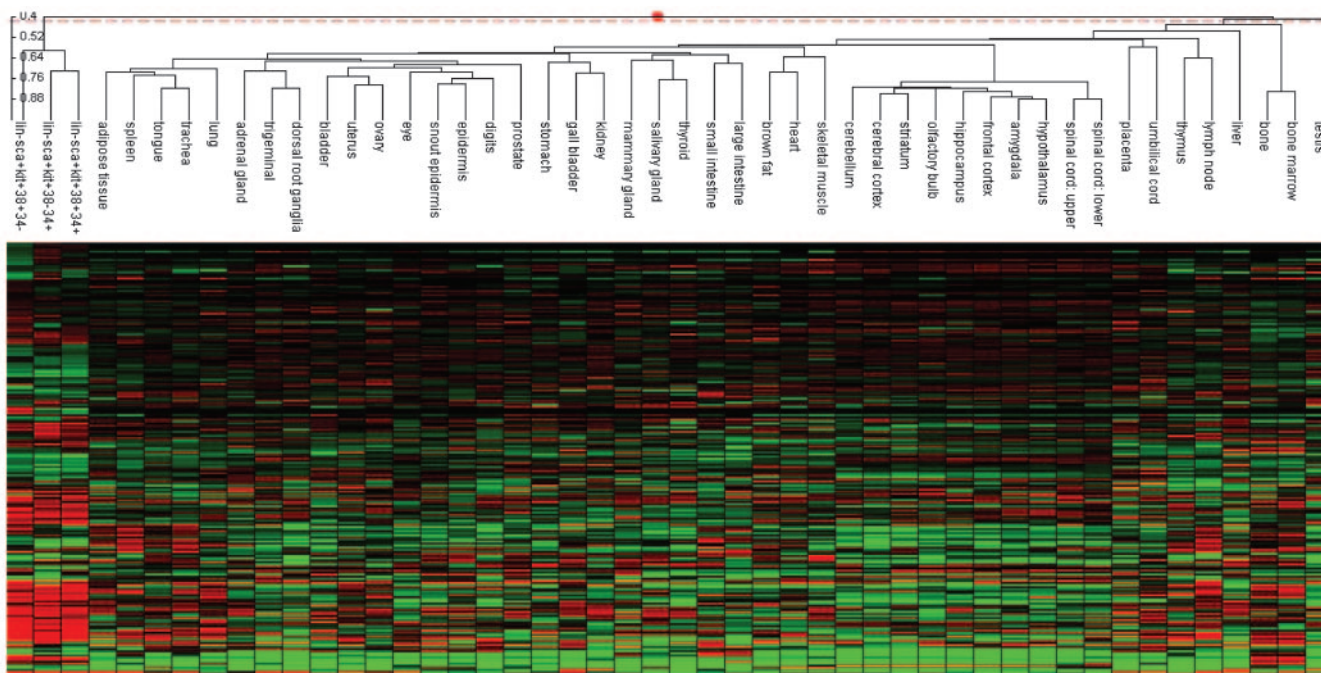 0.4
0.52
0.64
0.76
0.88
lin-sca+kit+38+34-
lin-sca+kit+38-34+
lin-sca+kit+38+34+
adipose tissue
spleen
tongue
trachea
lung
adrenal gland
trigeminal
dorsal root ganglia
bladder
uterus
ovary
eye
snout epidermis
epidermis
digits
prostate
stomach
gall bladder
kidney
mammary gland
salivary gland
thyroid
small intestine
large intestine
brown fat
heart
skeletal muscle
cerebellum
cerebral cortex
striatum
olfactory bulb
hippocampus
frontal cortex
amygdala
hypothalamus
spinal cord: upper
spinal cord: lower
placenta
umbilical cord
thymus
lymph node
liver
bone
bone marrow
testis